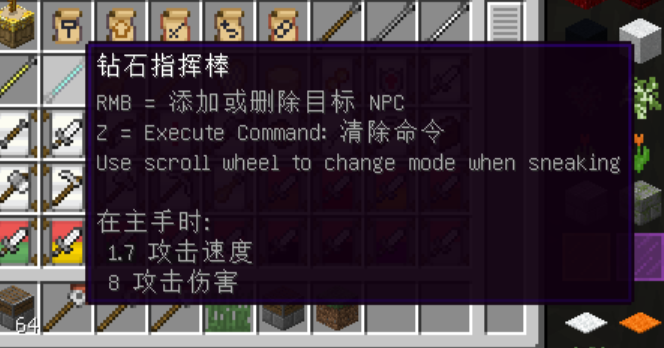 钻石指挥棒
RMB = 添加或删除目标 NPC
Z = Execute Command: 清除命令
Use scroll wheel to change mode when sneaking
在主手时:
1.7 攻击速度
8 攻击伤害
64